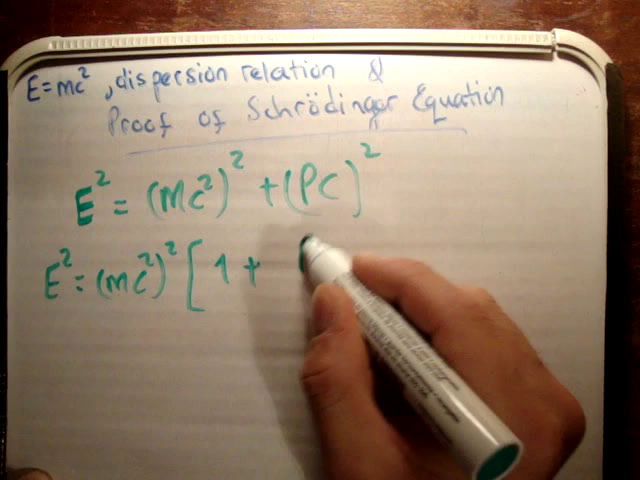 E=mc², dispersion relation &
Proof of Schrödinger Equation
E² = (mc²)² + (PC)²
E² = (mc²)² [ 1 +